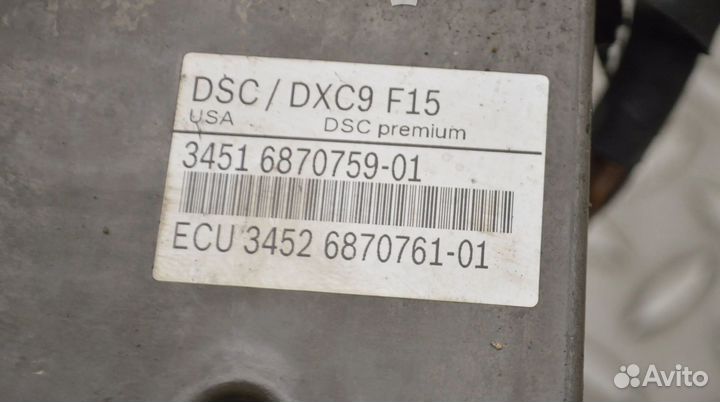 DSC / DXC9 F15
USA DSC premium
3451 6870759-01
ECU 3452 6870761-01
Avito